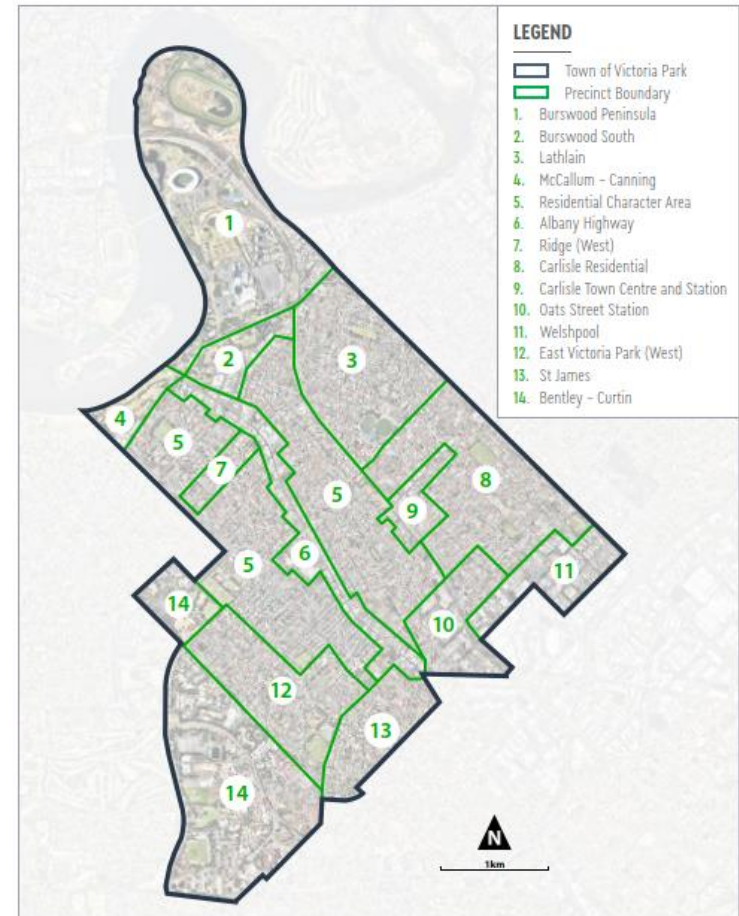 LEGEND
Town of Victoria Park
Precinct Boundary
1. Burswood Peninsula
2. Burswood South
3. Lathlain
4. McCallum – Canning
5. Residential Character Area
6. Albany Highway
7. Ridge (West)
8. Carlisle Residential
9. Carlisle Town Centre and Station
10. Oats Street Station
11. Welshpool
12. East Victoria Park (West)
13. St James
14. Bentley – Curtin
1
2
3
4
5
7
8
5
9
6
5
11
14
10
12
13
14
N
1km